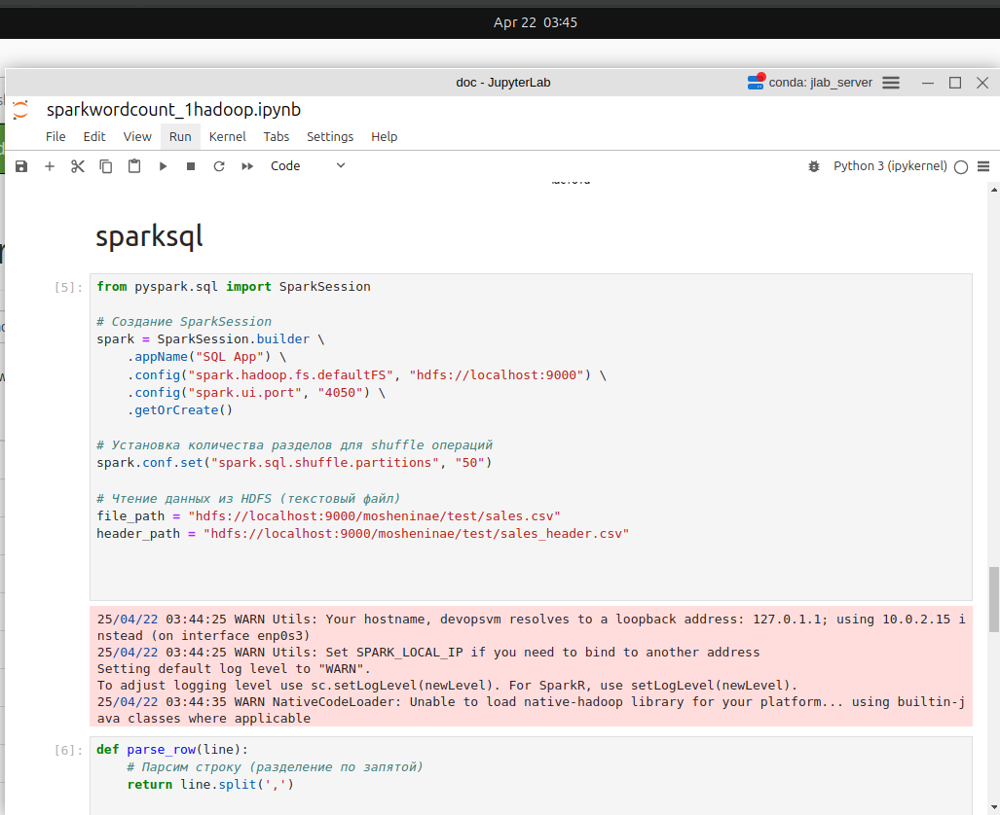 Apr 22 03:45
doc - JupyterLab
conda: jlab_server
sparkwordcount_1hadoop.ipynb
File Edit View Run Kernel Tabs Settings Help
Code
Python 3 (ipykernel)
sparksql
[5]:
from pyspark.sql import SparkSession
# Создание SparkSession
spark = SparkSession.builder \
.appName("SQL App") \
.config("spark.hadoop.fs.defaultFS", "hdfs://localhost:9000") \
.config("spark.ui.port", "4050") \
.getOrCreate()
# Установка количества разделов для shuffle операций
spark.conf.set("spark.sql.shuffle.partitions", "50")
# Чтение данных из HDFS (текстовый файл)
file_path = "hdfs://localhost:9000/mosheninae/test/sales.csv"
header_path = "hdfs://localhost:9000/mosheninae/test/sales_header.csv"
25/04/22 03:44:25 WARN Utils: Your hostname, devopsvm resolves to a loopback address: 127.0.1.1; using 10.0.2.15 i
nstead (on interface enp0s3)
25/04/22 03:44:25 WARN Utils: Set SPARK_LOCAL_IP if you need to bind to another address
Setting default log level to "WARN".
To adjust logging level use sc.setLogLevel(newLevel). For SparkR, use setLogLevel(newLevel).
25/04/22 03:44:35 WARN NativeCodeLoader: Unable to load native-hadoop library for your platform... using builtin-j
ava classes where applicable
[6]:
def parse_row(line):
# Парсим строку (разделение по запятой)
return line.split(',')